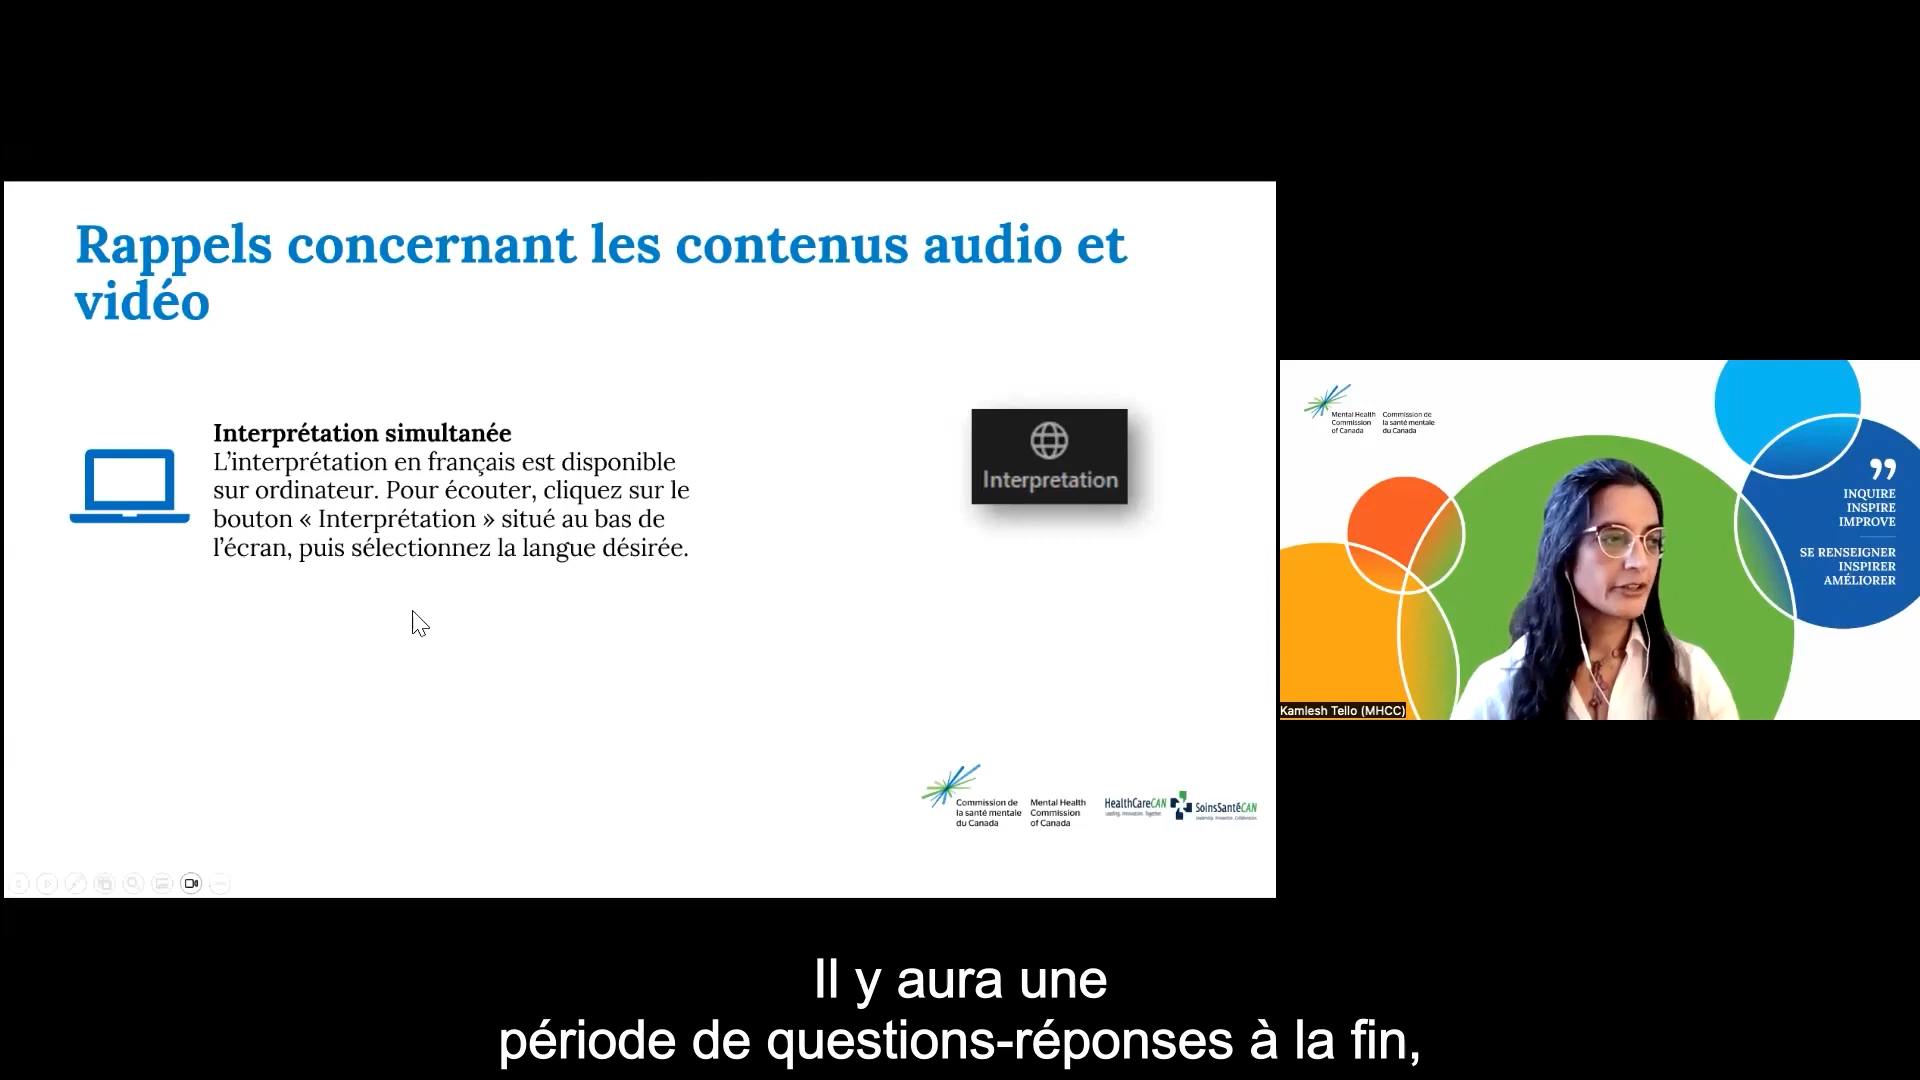 Rappels concernant les contenus audio et
vidéo
Interprétation simultanée
L’interprétation en français est disponible
sur ordinateur. Pour écouter, cliquez sur le
bouton « Interprétation » situé au bas de
l’écran, puis sélectionnez la langue désirée.
Interpretation
Commission de
la santé mentale
du Canada
Mental Health
Commission
of Canada
HealthCareCAN
SoinsSantéCAN
Mental Health
Commission
of Canada
Commission de
la santé mentale
du Canada
INQUIRE
INSPIRE
IMPROVE
SE RENSEIGNER
INSPIRER
AMÉLIORER
Kamlesh Tello (MHCC)
Il y aura une
période de questions-réponses à la fin,